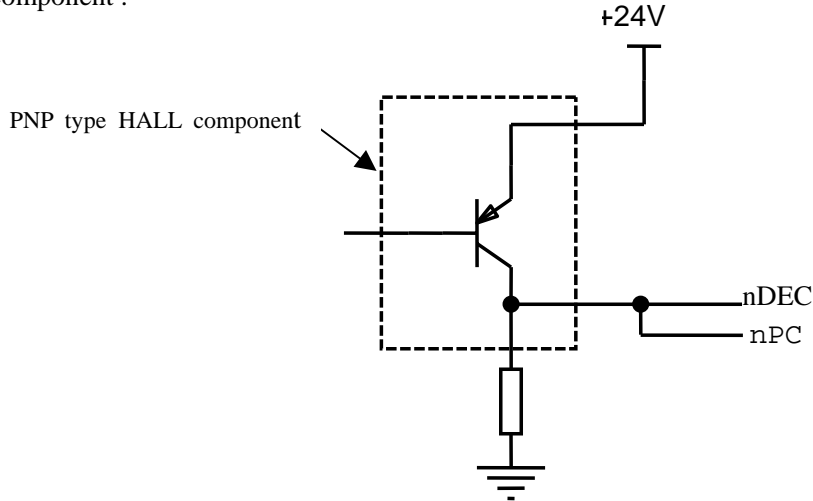 component :
+24V
PNP type HALL component
nDEC
nPC